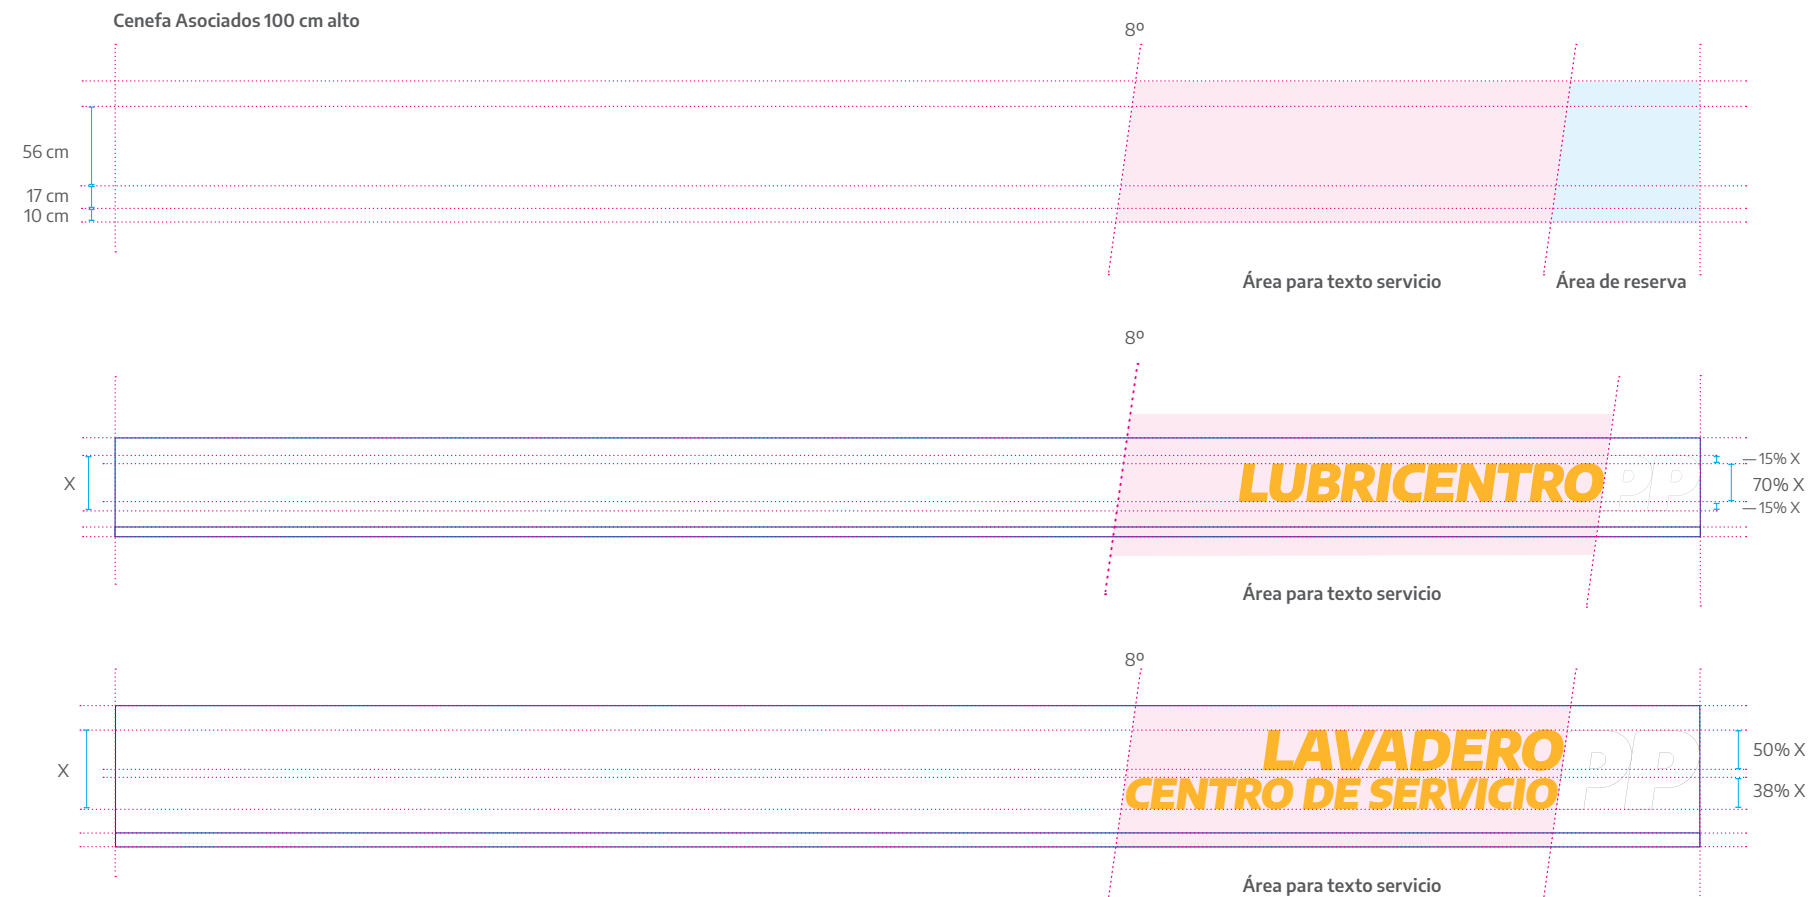 Cenefa Asociados 100 cm alto
8º
56 cm
17 cm
10 cm
Área para texto servicio
Área de reserva
8º
X
LUBRICENTRO PP
15% X
70% X
15% X
Área para texto servicio
8º
X
LAVADERO PP
CENTRO DE SERVICIO
50% X
38% X
Área para texto servicio